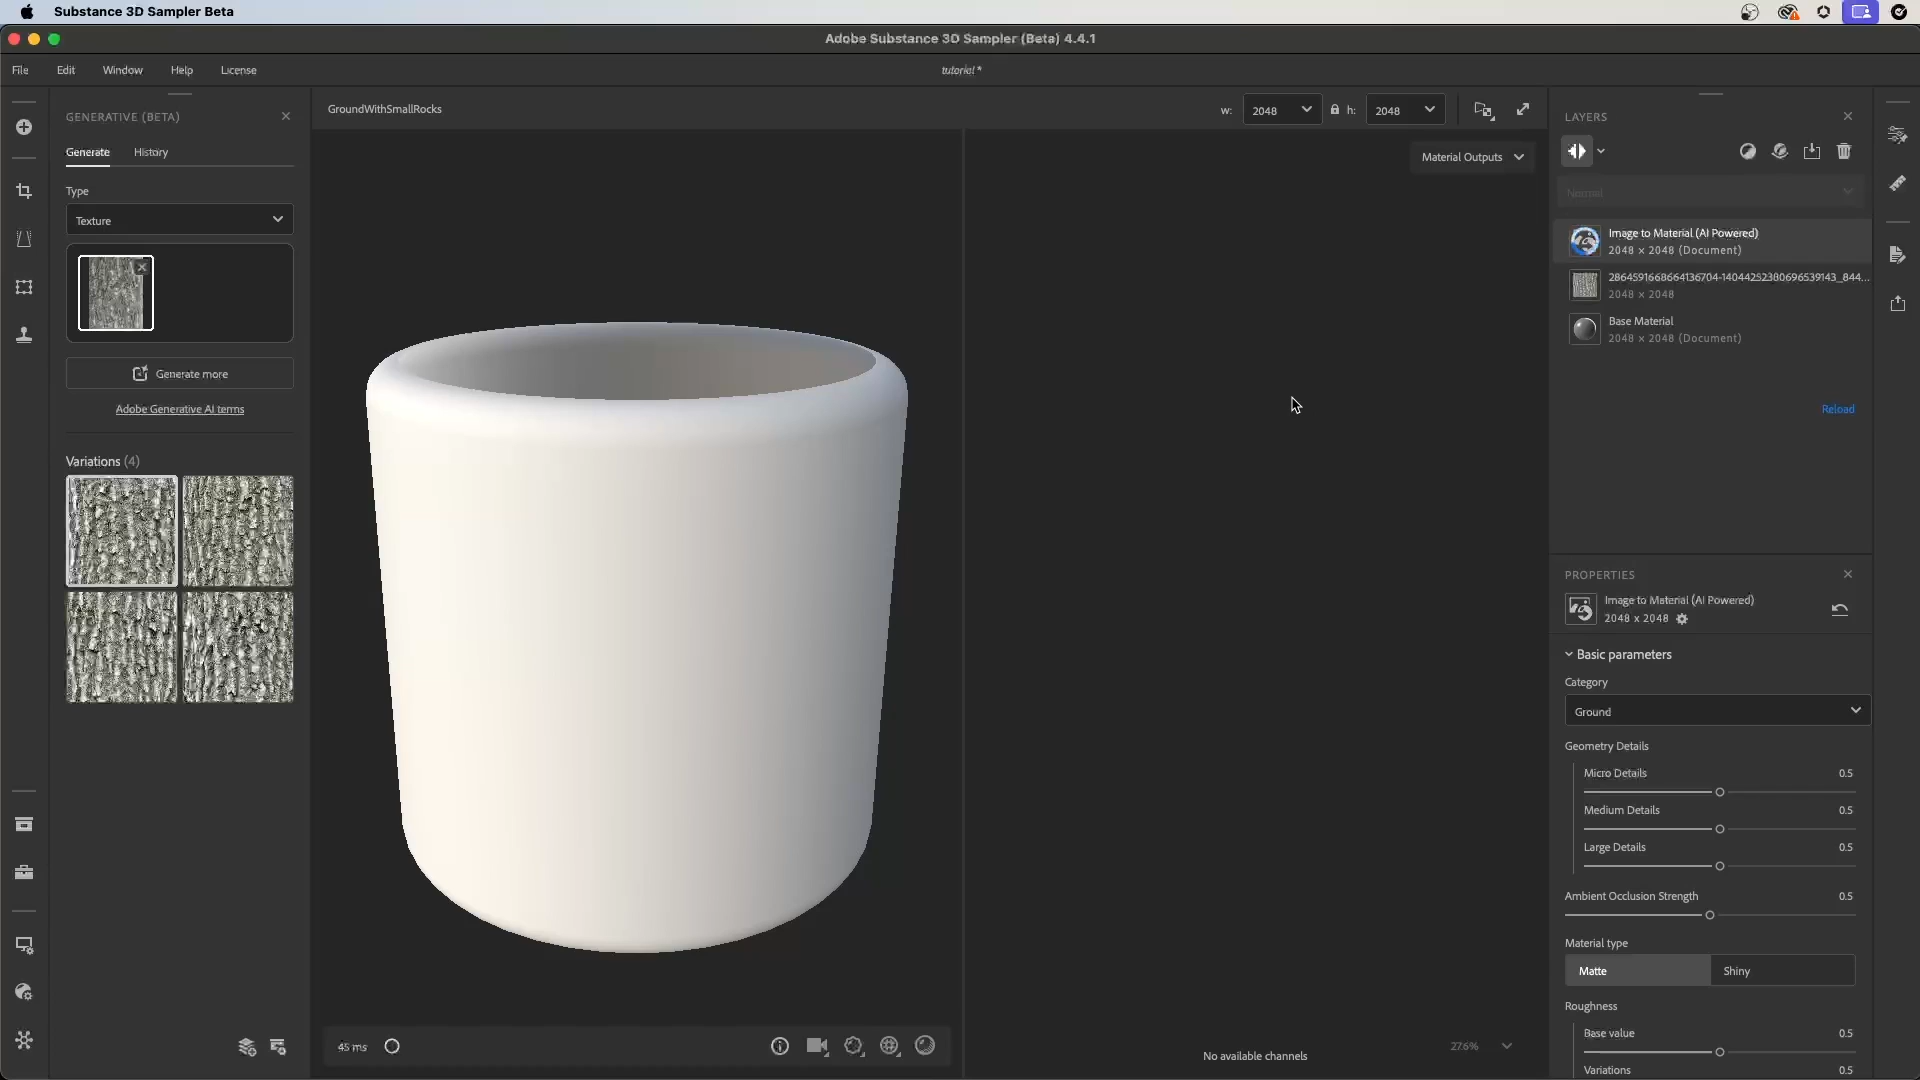 Substance 3D Sampler Beta
Adobe Substance 3D Sampler (Beta) 4.4.1
File Edit Window Help License
tutorial *
GENERATIVE (BETA)
Generate History
Type
Texture
Generate more
Adobe Generative AI terms
Variations (4)
GroundWithSmallRocks
w: 2048 h: 2048
Material Outputs
45 ms
No available channels
27.6%
LAYERS
Normal
Image to Material (AI Powered)
2048 × 2048 (Document)
2864591668664136704-14044252380696539143_844...
2048 × 2048
Base Material
2048 × 2048 (Document)
Reload
PROPERTIES
Image to Material (AI Powered)
2048 x 2048
Basic parameters
Category
Ground
Geometry Details
Micro Details 0.5
Medium Details 0.5
Large Details 0.5
Ambient Occlusion Strength 0.5
Material type
Matte Shiny
Roughness
Base value 0.5
Variations 0.5